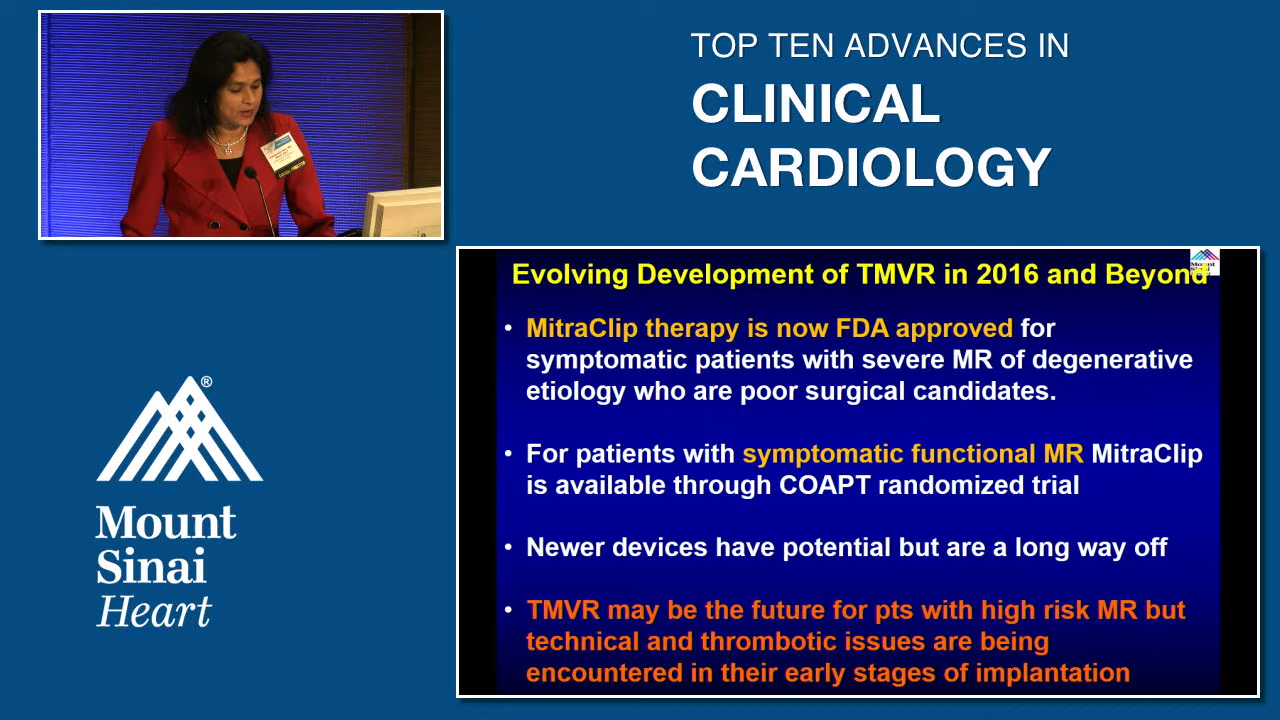 TOP TEN ADVANCES IN
CLINICAL
CARDIOLOGY
Evolving Development of TMVR in 2016 and Beyond
Mount
Sinai
• MitraClip therapy is now FDA approved for
symptomatic patients with severe MR of degenerative
etiology who are poor surgical candidates.
• For patients with symptomatic functional MR MitraClip
is available through COAPT randomized trial
• Newer devices have potential but are a long way off
• TMVR may be the future for pts with high risk MR but
technical and thrombotic issues are being
encountered in their early stages of implantation
®
Mount
Sinai
Heart